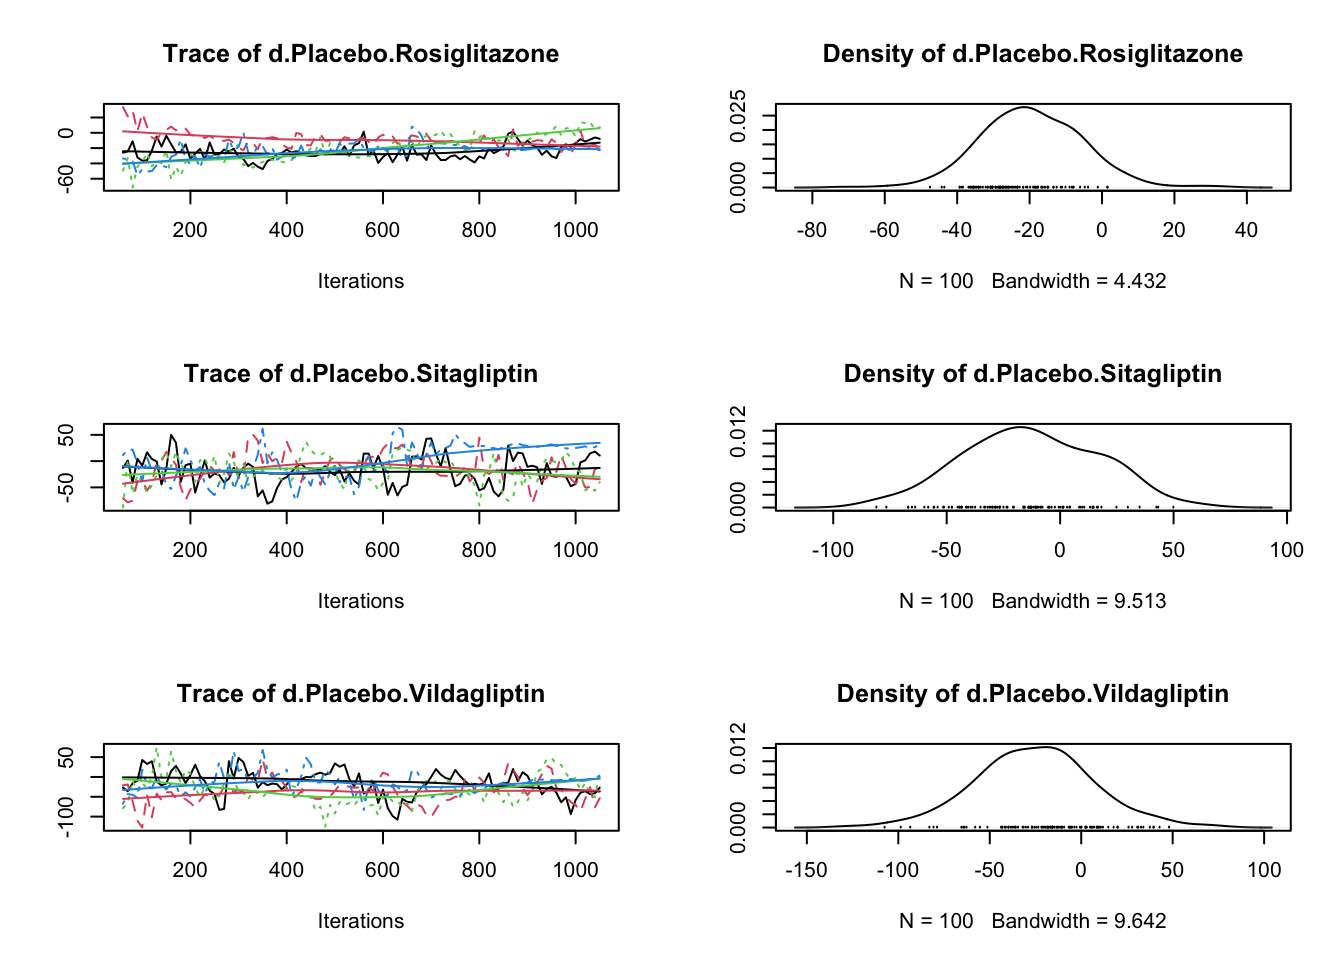 Trace of d.Placebo.Rosiglitazone
0
-60
200 400 600 800 1000
Iterations
Density of d.Placebo.Rosiglitazone
0.025
0.000
-80 -60 -40 -20 0 20 40
N = 100 Bandwidth = 4.432
Trace of d.Placebo.Sitagliptin
50
-50
200 400 600 800 1000
Iterations
Density of d.Placebo.Sitagliptin
0.012
0.000
-100 -50 0 50 100
N = 100 Bandwidth = 9.513
Trace of d.Placebo.Vildagliptin
50
-100
200 400 600 800 1000
Iterations
Density of d.Placebo.Vildagliptin
0.012
0.000
-150 -100 -50 0 50 100
N = 100 Bandwidth = 9.642